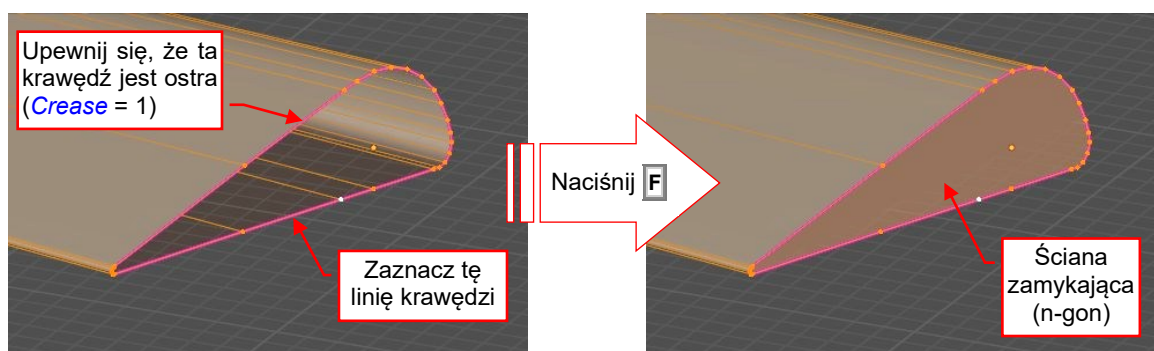 Upewnij się, że ta
krawędź jest ostra
(Crease = 1)
Zaznacz tę
linię krawędzi
Naciśnij F
Ściana
zamykająca
(n-gon)